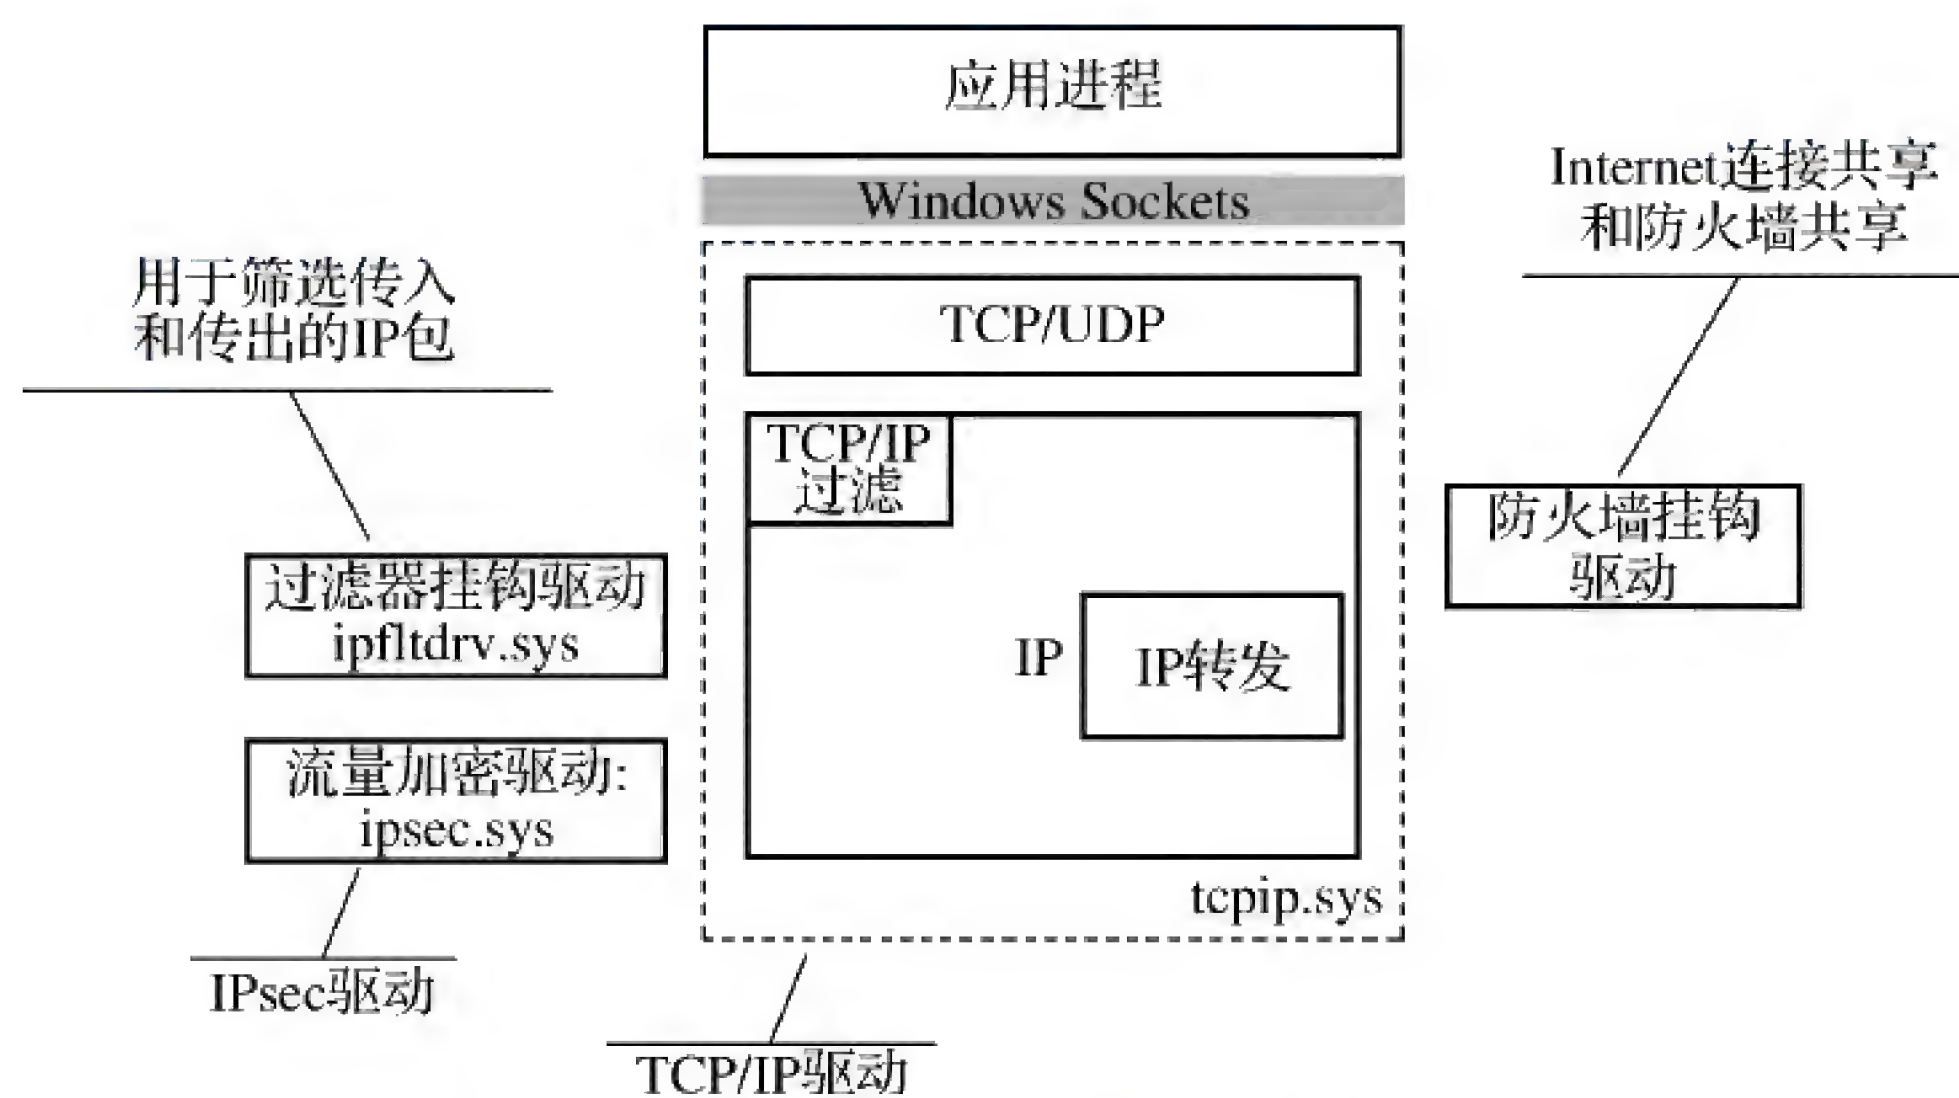 应用进程
Windows Sockets
Internet连接共享
和防火墙共享
用于筛选传入
和传出的IP包
TCP/UDP
TCP/IP
过滤
防火墙挂钩
驱动
过滤器挂钩驱动
ipfltdrv.sys
IP
IP转发
流量加密驱动:
ipsec.sys
tcpip.sys
IPsec驱动
TCP/IP驱动